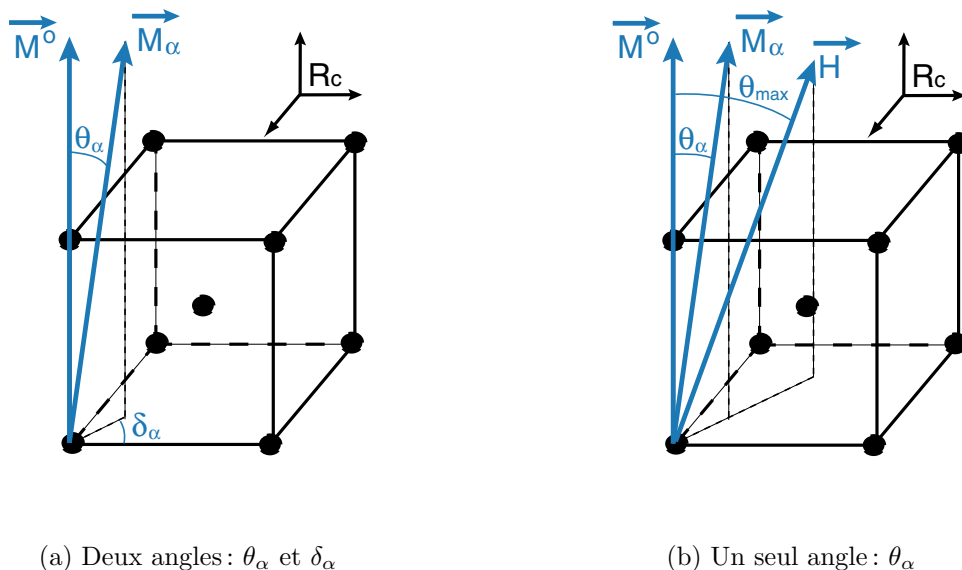 M° Mα M° Mα H
Rc θmax Rc
θα θα
δα
(a) Deux angles : θα et δα (b) Un seul angle : θα